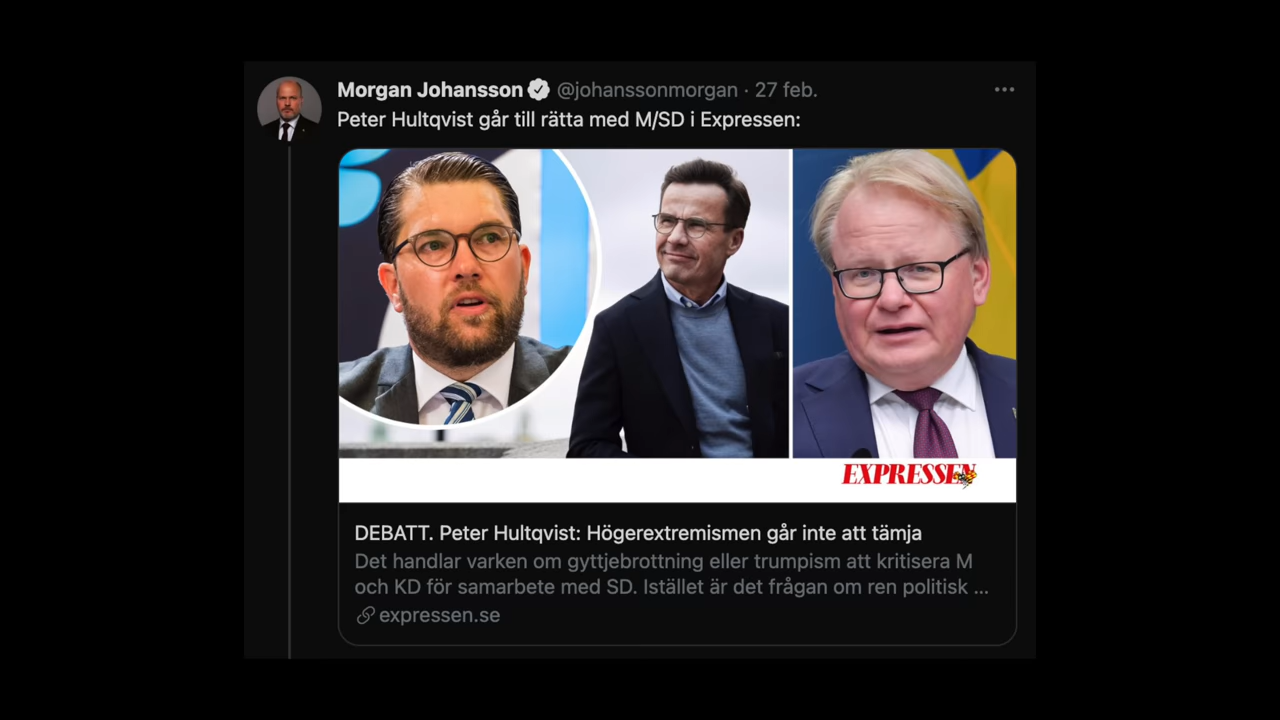 Morgan Johansson @johanssonmorgan · 27 feb.
Peter Hultqvist går till rätta med M/SD i Expressen:
EXPRESSEN
DEBATT. Peter Hultqvist: Högerextremismen går inte att tämja
Det handlar varken om gyttjebrottning eller trumpism att kritisera M
och KD för samarbete med SD. Istället är det frågan om ren politisk ...
expressen.se